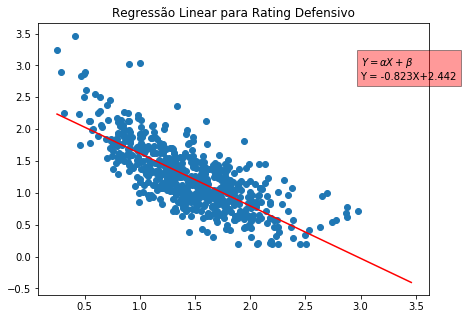 Regressão Linear para Rating Defensivo
3.5
3.0
2.5
2.0
1.5
1.0
0.5
0.0
−0.5
Y = αX + β
Y = -0.823X+2.442
0.5 1.0 1.5 2.0 2.5 3.0 3.5